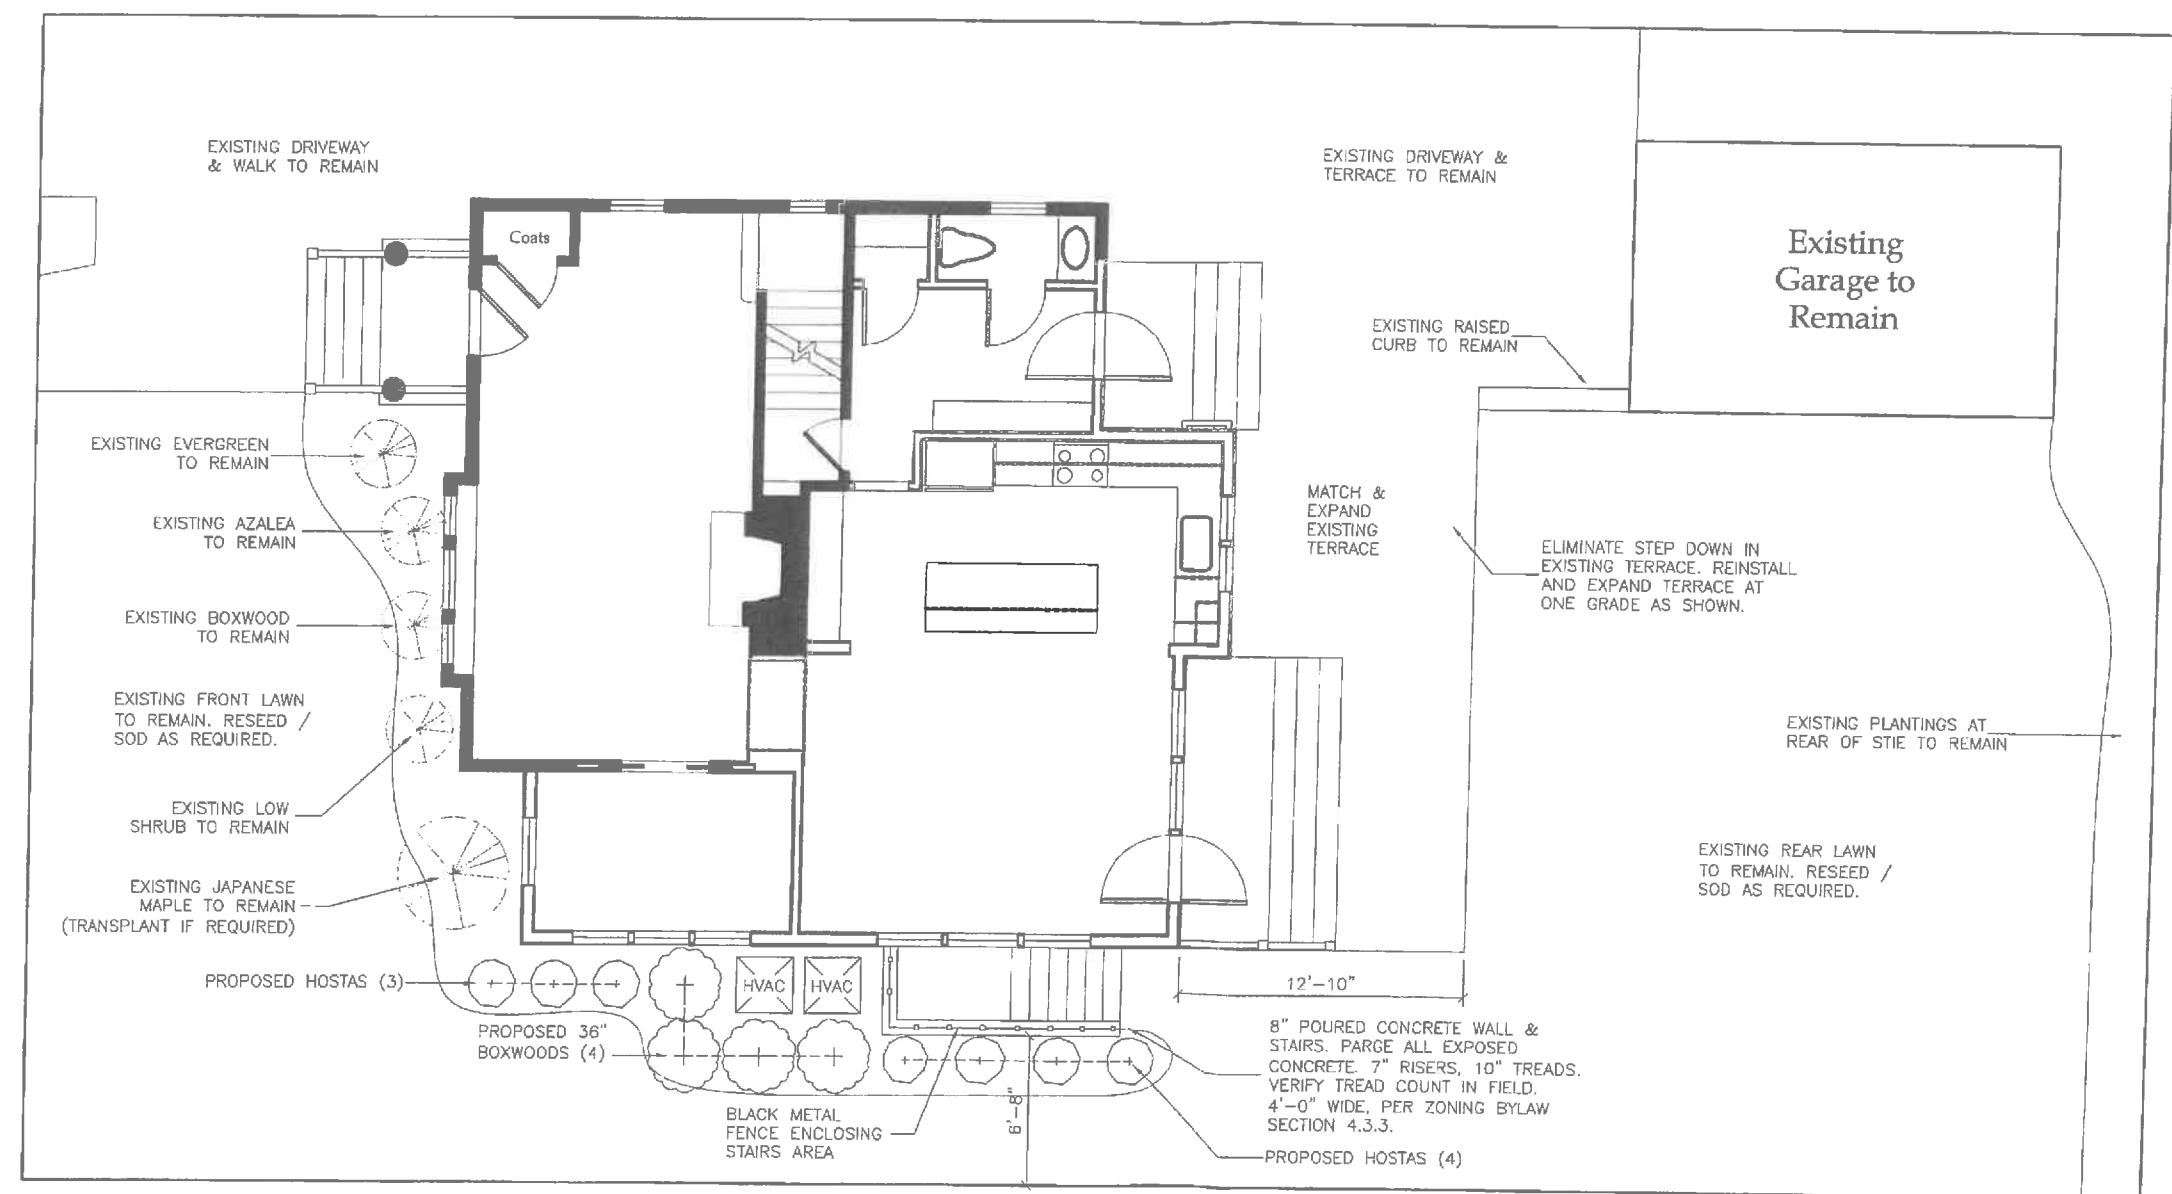 EXISTING DRIVEWAY
& WALK TO REMAIN
EXISTING DRIVEWAY &
TERRACE TO REMAIN
Coats
Existing
Garage to
Remain
EXISTING RAISED
CURB TO REMAIN
EXISTING EVERGREEN
TO REMAIN
EXISTING AZALEA
TO REMAIN
MATCH &
EXPAND
EXISTING
TERRACE
ELIMINATE STEP DOWN IN
EXISTING TERRACE. REINSTALL
AND EXPAND TERRACE AT
ONE GRADE AS SHOWN.
EXISTING BOXWOOD
TO REMAIN
EXISTING FRONT LAWN
TO REMAIN. RESEED /
SOD AS REQUIRED.
EXISTING PLANTINGS AT
REAR OF STIE TO REMAIN
EXISTING LOW
SHRUB TO REMAIN
EXISTING REAR LAWN
TO REMAIN. RESEED /
SOD AS REQUIRED.
EXISTING JAPANESE
MAPLE TO REMAIN
(TRANSPLANT IF REQUIRED)
PROPOSED HOSTAS (3)
HVAC
HVAC
12'-10"
PROPOSED 36"
BOXWOODS (4)
8" POURED CONCRETE WALL &
STAIRS. PARGE ALL EXPOSED
CONCRETE. 7" RISERS, 10" TREADS.
VERIFY TREAD COUNT IN FIELD.
4'-0" WIDE, PER ZONING BYLAW
SECTION 4.3.3.
6'-8"
BLACK METAL
FENCE ENCLOSING
STAIRS AREA
PROPOSED HOSTAS (4)